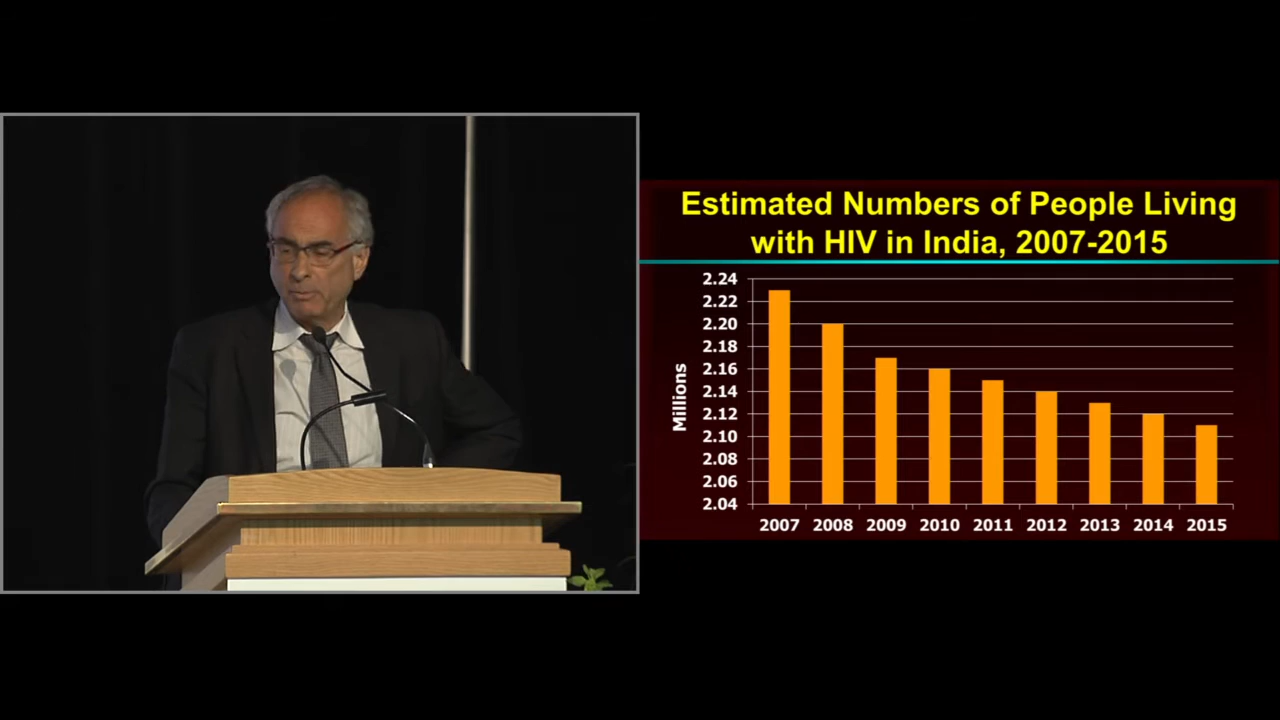 Estimated Numbers of People Living
with HIV in India, 2007-2015
Millions
2.24
2.22
2.20
2.18
2.16
2.14
2.12
2.10
2.08
2.06
2.04
2007 2008 2009 2010 2011 2012 2013 2014 2015